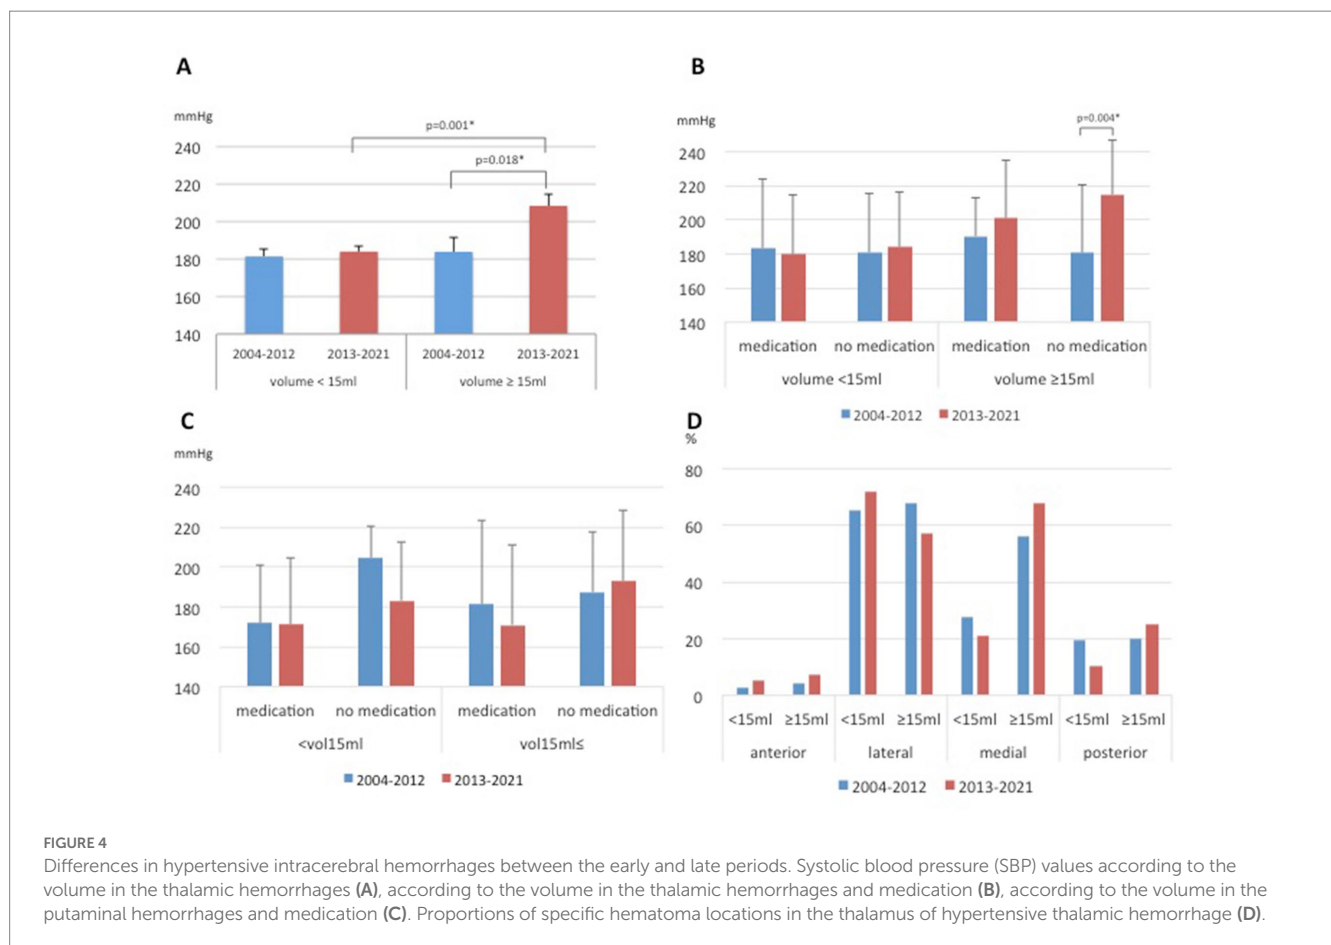 A
mmHg
p=0.001*
240
p=0.018*
220
200
180
160
140
2004-2012 2013-2021 2004-2012 2013-2021
volume < 15ml volume ≥ 15ml
B
mmHg
p=0.004*
240
220
200
180
160
140
medication no medication medication no medication
volume <15ml volume ≥15ml
2004-2012 2013-2021
C
mmHg
240
220
200
180
160
140
medication no medication medication no medication
<vol15ml vol15ml≤
2004-2012 2013-2021
D
%
80
60
40
20
0
<15ml ≥15ml <15ml ≥15ml <15ml ≥15ml <15ml ≥15ml
anterior lateral medial posterior
2004-2012 2013-2021
FIGURE 4
Differences in hypertensive intracerebral hemorrhages between the early and late periods. Systolic blood pressure (SBP) values according to the
volume in the thalamic hemorrhages (A), according to the volume in the thalamic hemorrhages and medication (B), according to the volume in the
putaminal hemorrhages and medication (C). Proportions of specific hematoma locations in the thalamus of hypertensive thalamic hemorrhage (D).